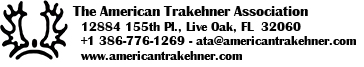 The American Trakehner Association
12884 155th Pl., Live Oak, FL  32060
+1 386-776-1269 - ata@americantrakehner.com
www.americantrakehner.com